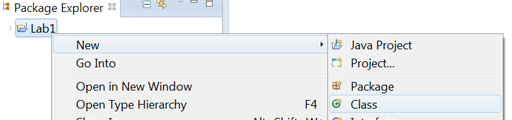 Package Explorer
Lab1
New
Go Into
Open in New Window
Open Type Hierarchy F4
Java Project
Project...
Package
Class